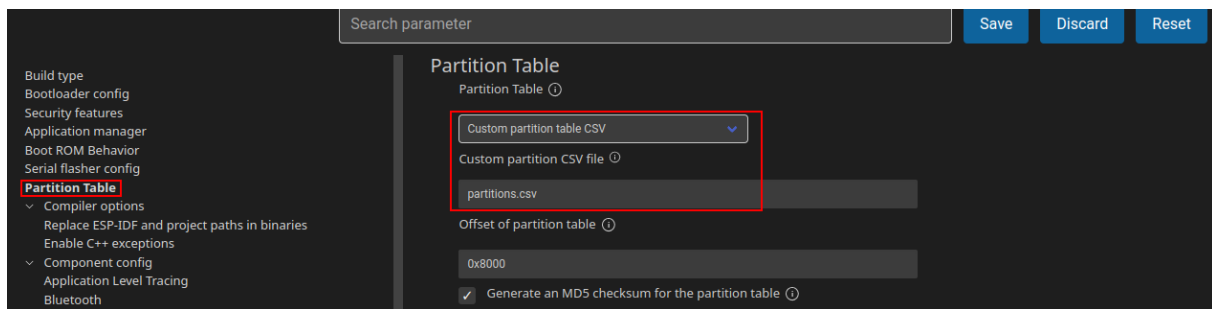 Search parameter
Save
Discard
Reset
Build type
Bootloader config
Security features
Application manager
Boot ROM Behavior
Serial flasher config
Partition Table
Compiler options
Replace ESP-IDF and project paths in binaries
Enable C++ exceptions
Component config
Application Level Tracing
Bluetooth
Partition Table
Partition Table
Custom partition table CSV
Custom partition CSV file
partitions.csv
Offset of partition table
0x8000
Generate an MD5 checksum for the partition table